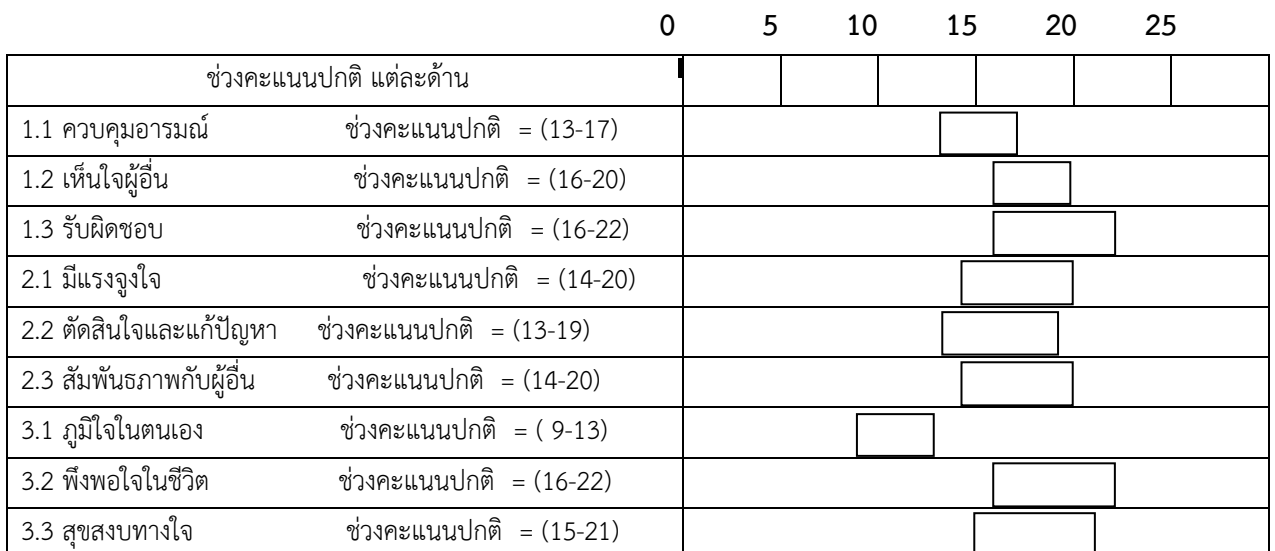 0 5 10 15 20 25
ช่วงคะแนนปกติ แต่ละด้าน
1.1 ควบคุมอารมณ์ ช่วงคะแนนปกติ = (13-17)
1.2 เห็นใจผู้อื่น ช่วงคะแนนปกติ = (16-20)
1.3 รับผิดชอบ ช่วงคะแนนปกติ = (16-22)
2.1 มีแรงจูงใจ ช่วงคะแนนปกติ = (14-20)
2.2 ตัดสินใจและแก้ปัญหา ช่วงคะแนนปกติ = (13-19)
2.3 สัมพันธภาพกับผู้อื่น ช่วงคะแนนปกติ = (14-20)
3.1 ภูมิใจในตนเอง ช่วงคะแนนปกติ = ( 9-13)
3.2 พึงพอใจในชีวิต ช่วงคะแนนปกติ = (16-22)
3.3 สุขสงบทางใจ ช่วงคะแนนปกติ = (15-21)